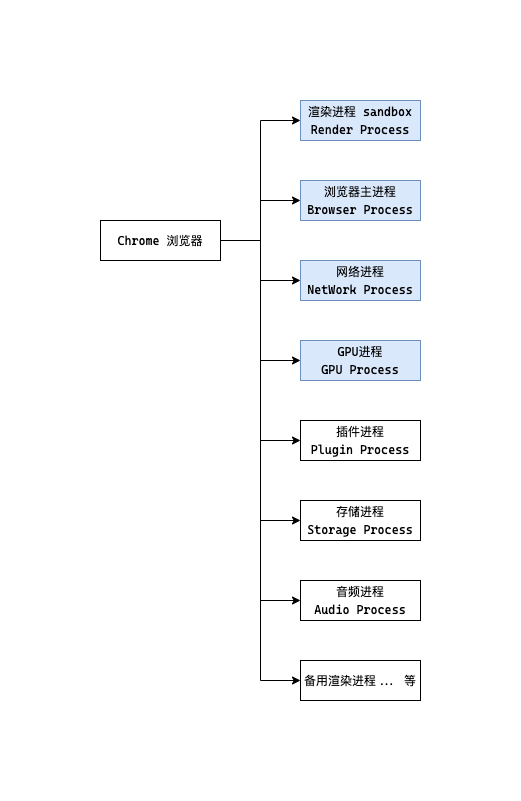 渲染进程 sandbox
Render Process
浏览器主进程
Browser Process
Chrome 浏览器
网络进程
NetWork Process
GPU进程
GPU Process
插件进程
Plugin Process
存储进程
Storage Process
音频进程
Audio Process
备用渲染进程... 等